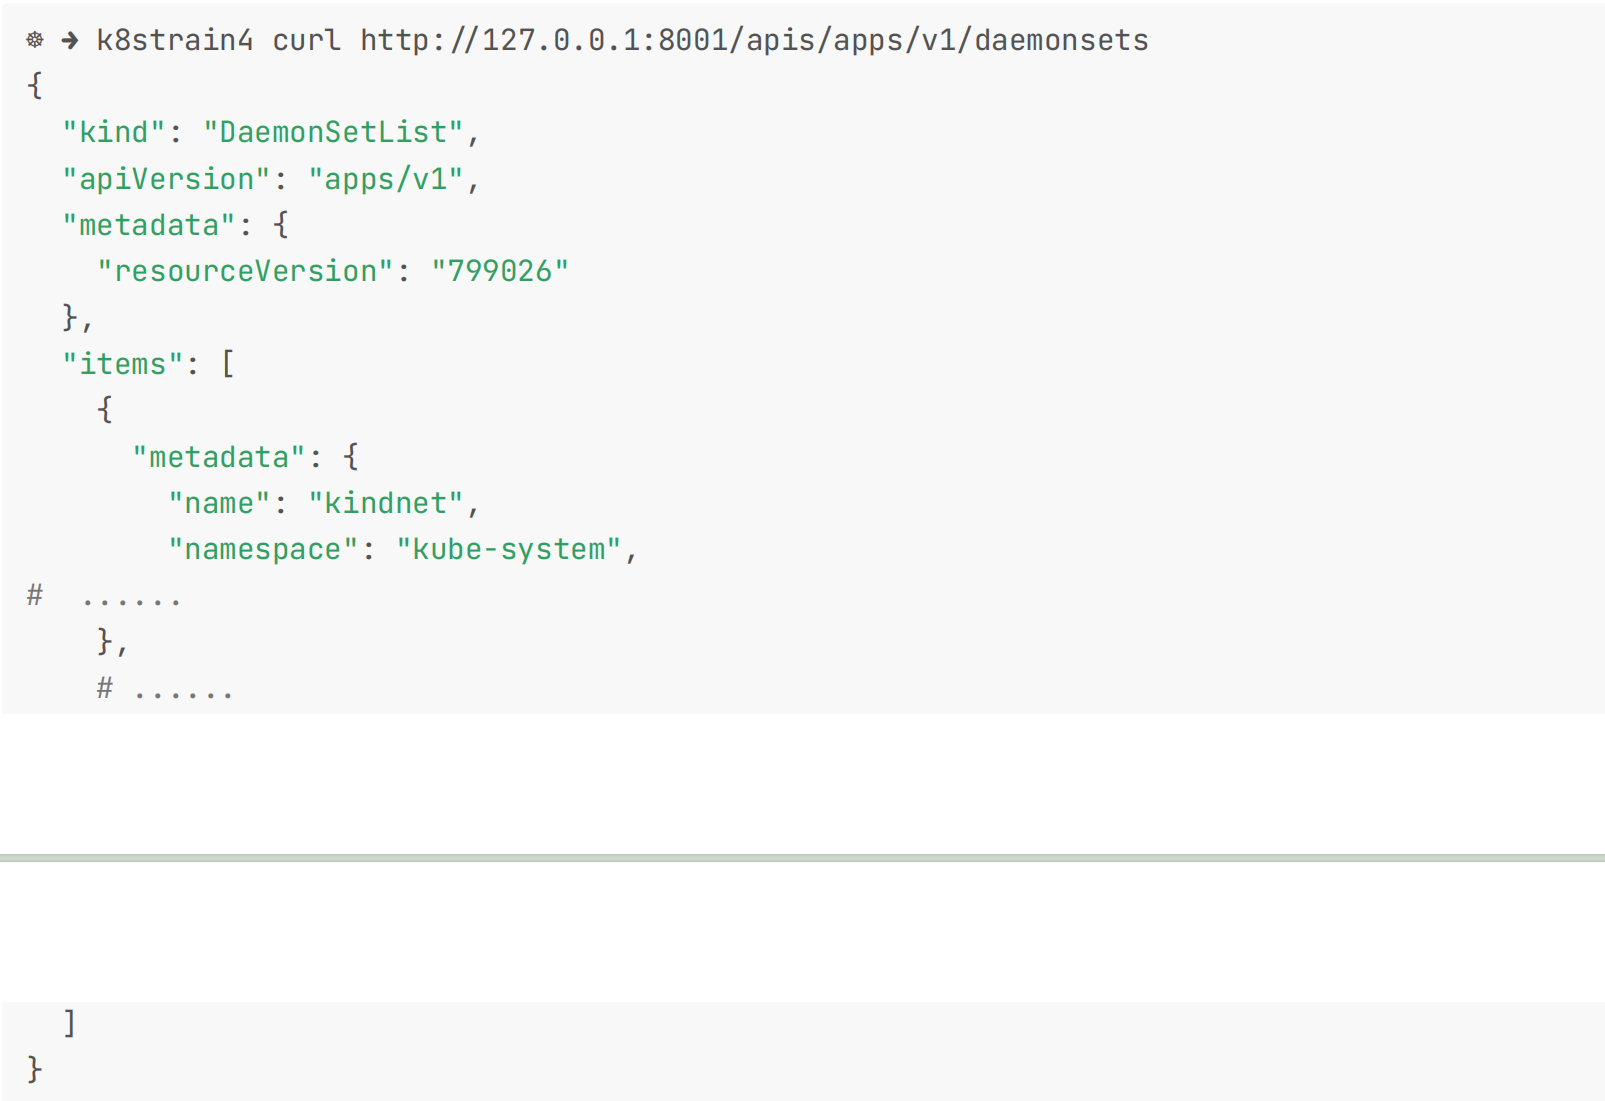 ☸ ➜ k8strain4 curl http://127.0.0.1:8001/apis/apps/v1/daemonsets
{
  "kind": "DaemonSetList",
  "apiVersion": "apps/v1",
  "metadata": {
    "resourceVersion": "799026"
  },
  "items": [
    {
      "metadata": {
        "name": "kindnet",
        "namespace": "kube-system",
#  ......
    },
    # ......
  ]
}